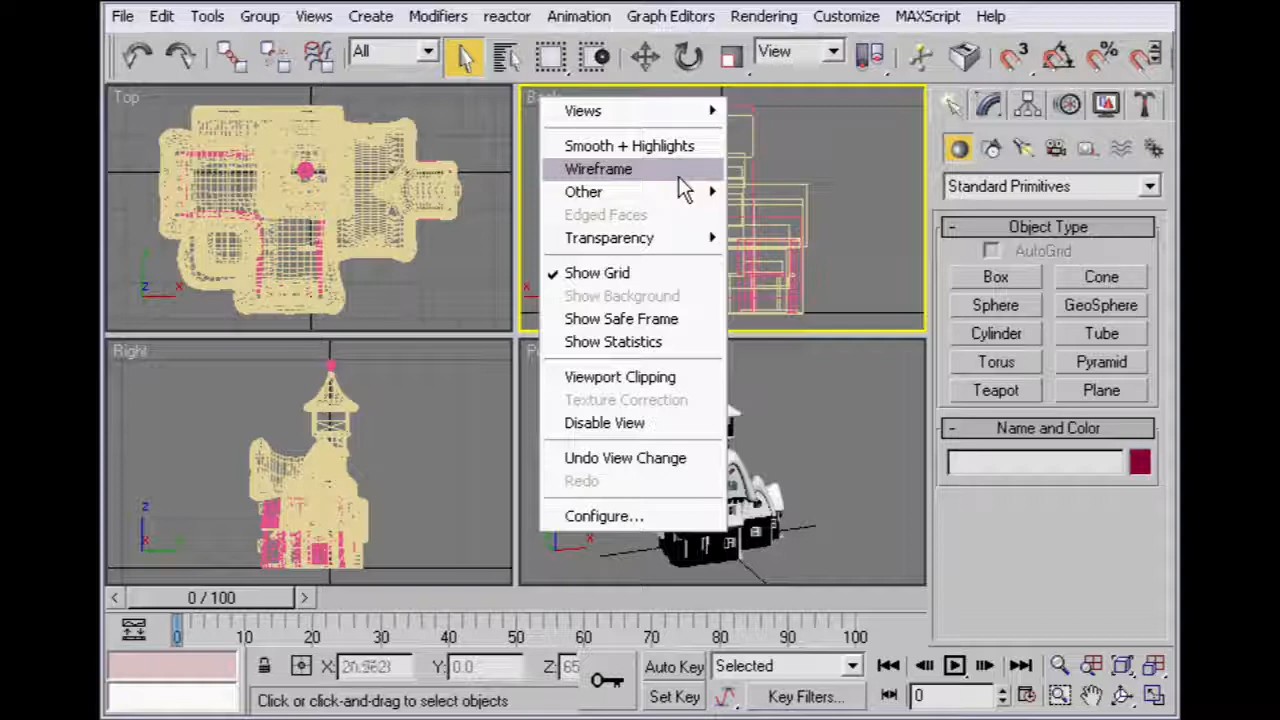 File Edit Tools Group Views Create Modifiers reactor Animation Graph Editors Rendering Customize MAXScript Help
All
View
3
%
Top
Views
Smooth + Highlights
Wireframe
Other
Edged Faces
Transparency
Show Grid
Show Background
Show Safe Frame
Show Statistics
Viewport Clipping
Texture Correction
Disable View
Undo View Change
Redo
Configure...
Right
Standard Primitives
- Object Type
AutoGrid
Box Cone
Sphere GeoSphere
Cylinder Tube
Torus Pyramid
Teapot Plane
- Name and Color
z x
z x
x
< 0 / 100 >
0 10 20 30 40 50 60 70 80 90 100
X: Y: 0.0 Z: 65 Auto Key Selected
Click or click-and-drag to select objects Set Key Key Filters... 0